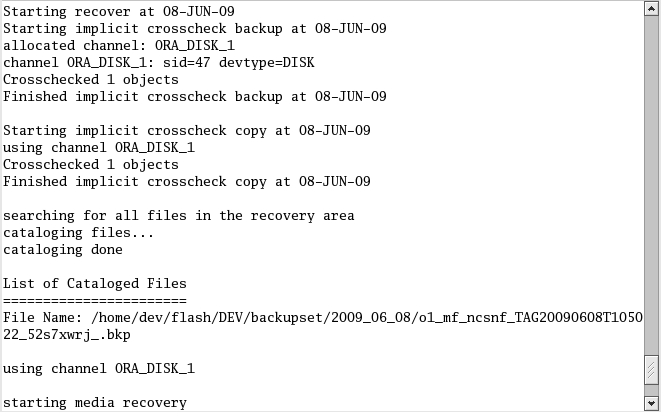 Starting recover at 08-JUN-09
Starting implicit crosscheck backup at 08-JUN-09
allocated channel: ORA_DISK_1
channel ORA_DISK_1: sid=47 devtype=DISK
Crosschecked 1 objects
Finished implicit crosscheck backup at 08-JUN-09

Starting implicit crosscheck copy at 08-JUN-09
using channel ORA_DISK_1
Crosschecked 1 objects
Finished implicit crosscheck copy at 08-JUN-09

searching for all files in the recovery area
cataloging files...
cataloging done

List of Cataloged Files
=======================
File Name: /home/dev/flash/DEV/backupset/2009_06_08/o1_mf_ncsnf_TAG20090608T1050
22_52s7xwrj_.bkp

using channel ORA_DISK_1

starting media recovery